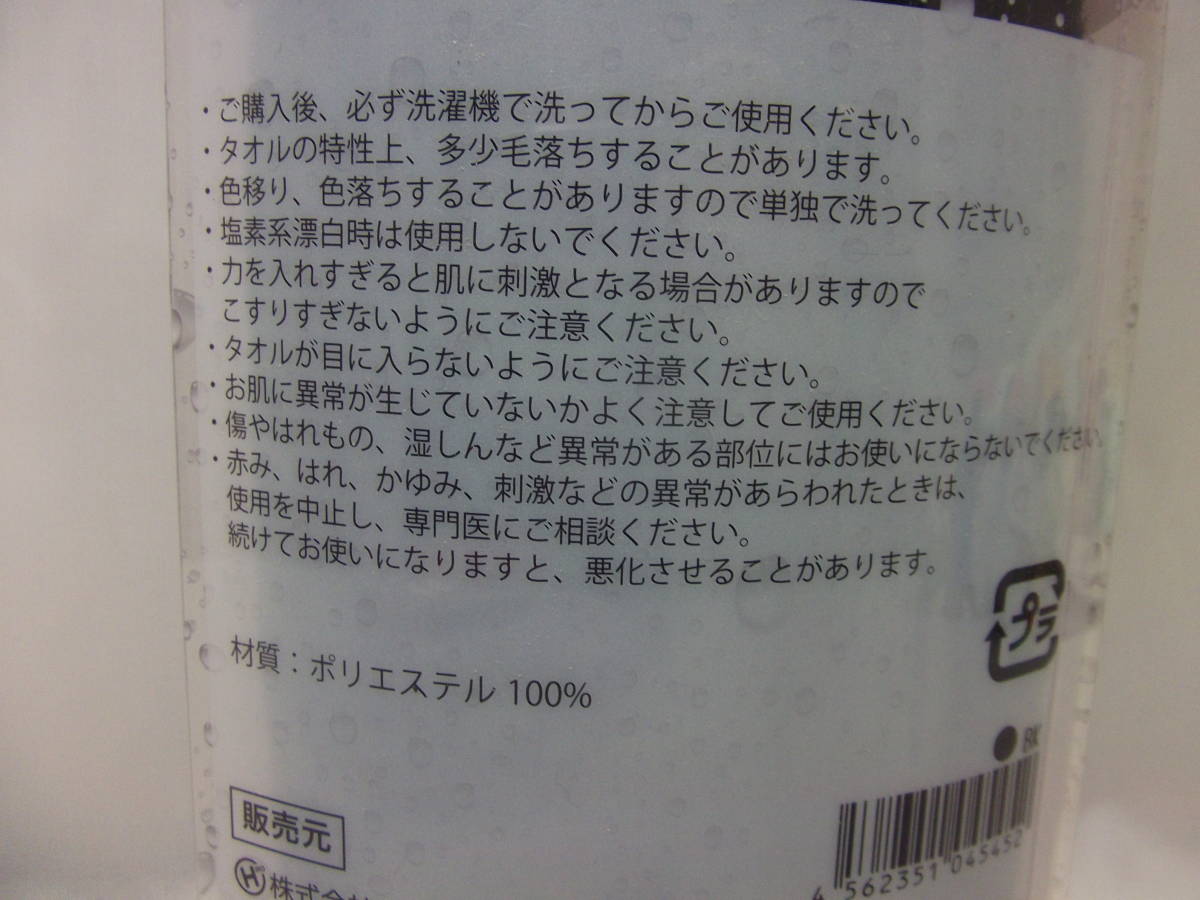 ・ご購入後、必ず洗濯機で洗ってからご使用ください。
・タオルの特性上、多少毛落ちすることがあります。
・色移り、色落ちすることがありますので単独で洗ってください。
・塩素系漂白時は使用しないでください。
・力を入れすぎると肌に刺激となる場合がありますので
こすりすぎないようにご注意ください。
・タオルが目に入らないようにご注意ください。
・お肌に異常が生じていないかよく注意してご使用ください。
・傷やはれもの、湿しんなど異常がある部位にはお使いにならないでください。
・赤み、はれ、かゆみ、刺激などの異常があらわれたときは、
使用を中止し、専門医にご相談ください。
続けてお使いになりますと、悪化させることがあります。
プラ
材質：ポリエステル 100%
● BK
販売元
4 562351 045452
H 株式会